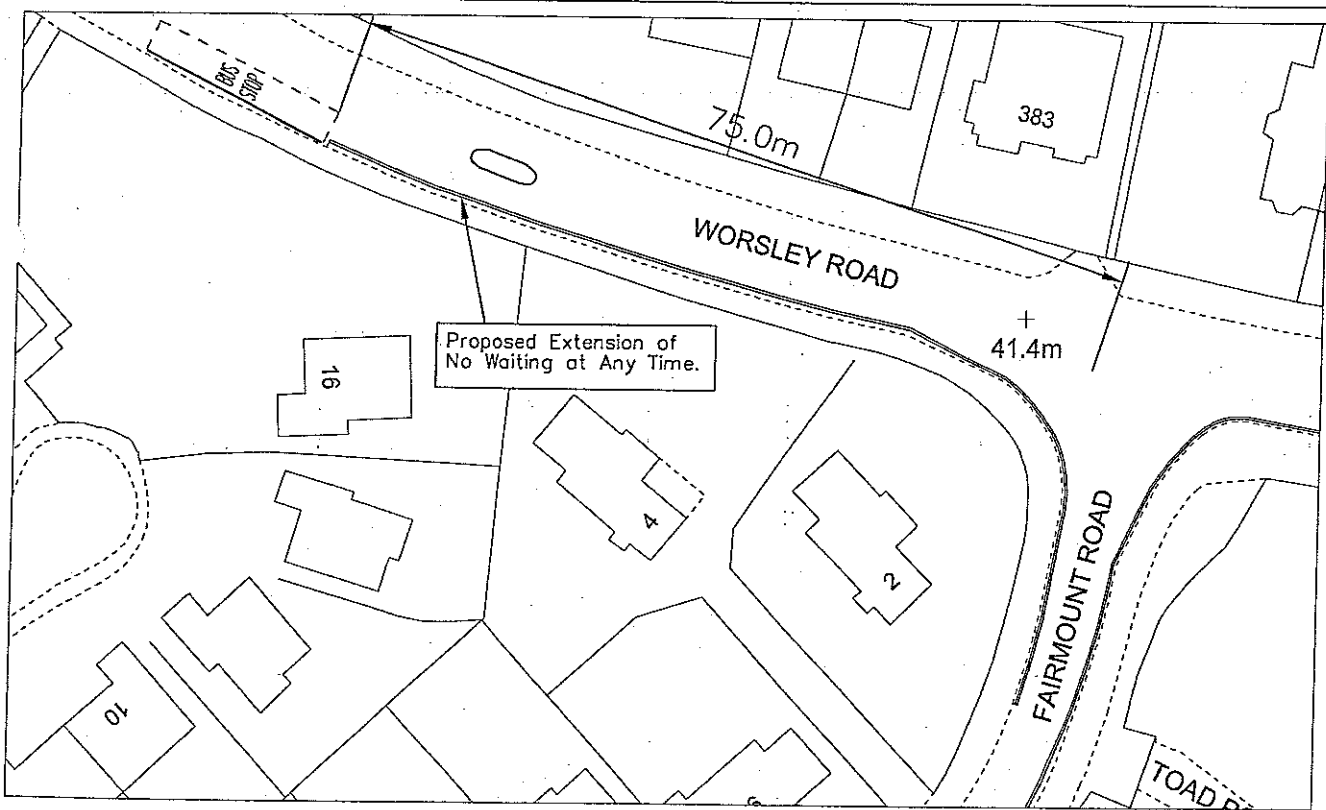 BUS
STOP
75.0m
383
WORSLEY ROAD
41.4m
Proposed Extension of
No Waiting at Any Time.
16
4
2
FAIRMOUNT ROAD
10
TOAD